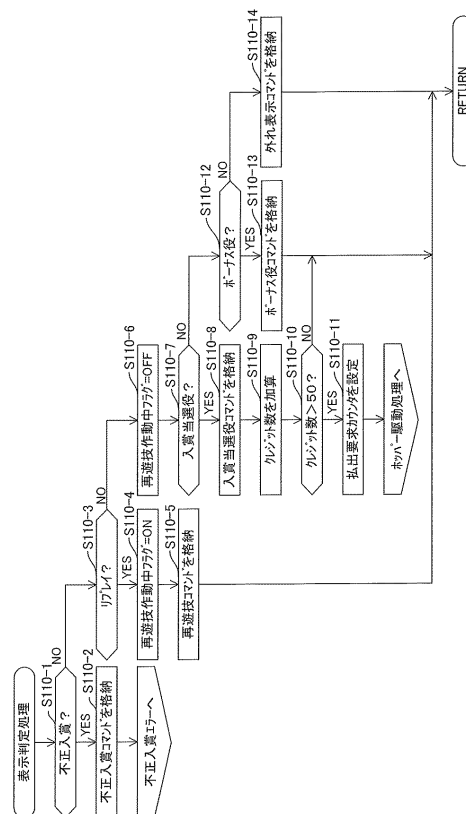 表示判定処理
S110-1
不正入賞？
NO
YES
S110-2
不正入賞コマンドを格納
不正入賞エラーへ
S110-3
リプレイ？
NO
YES
S110-4
再遊技作動中フラグ=ON
S110-5
再遊技コマンドを格納
S110-6
再遊技作動中フラグ=OFF
S110-7
入賞当選役？
NO
YES
S110-8
入賞当選役コマンドを格納
S110-9
クレジット数を加算
S110-10
クレジット数>50？
NO
YES
S110-11
払出要求カウンタを設定
ホッパー駆動処理へ
S110-12
ボーナス役？
NO
YES
S110-13
ボーナス役コマンドを格納
S110-14
外れ表示コマンドを格納
RETURN